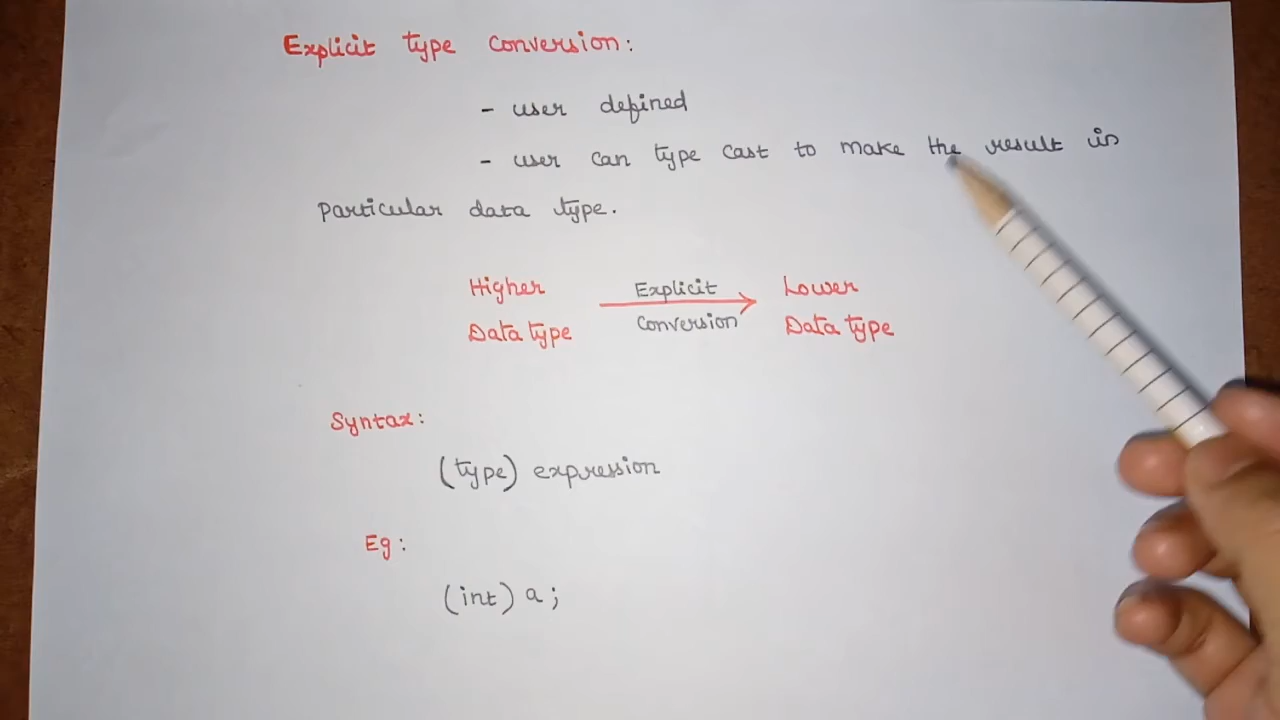 Explicit type conversion:
- user defined
- user can type cast to make the result in
particular data type.
Higher Explicit Lower
Data type Conversion Data type
Syntax:
(type) expression
Eg:
(int) a;